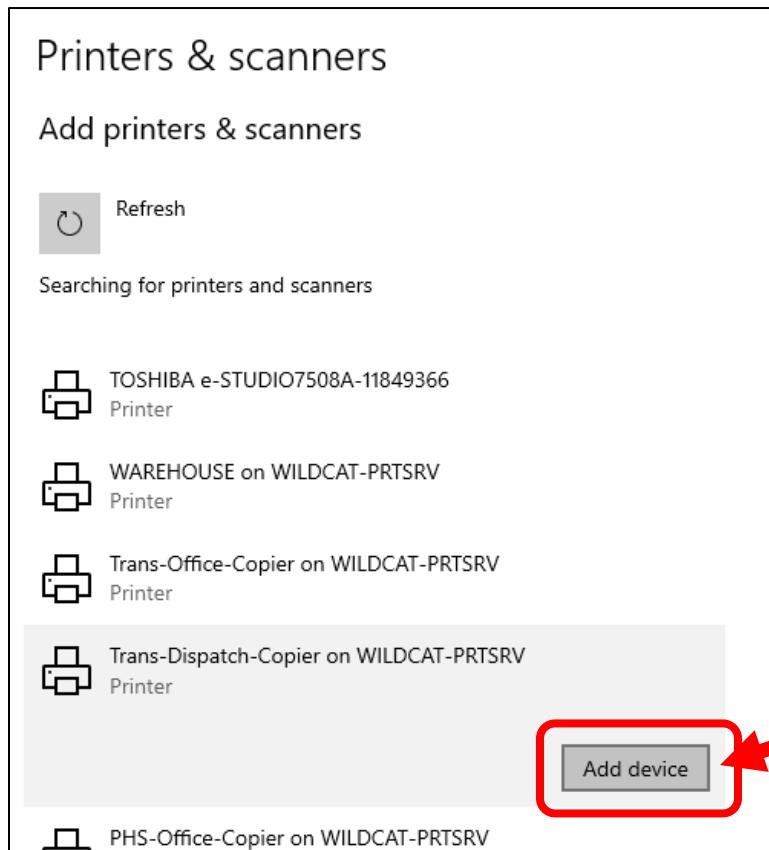 Printers & scanners
Add printers & scanners
Refresh
Searching for printers and scanners
TOSHIBA e-STUDIO7508A-11849366
Printer
WAREHOUSE on WILDCAT-PRTSRV
Printer
Trans-Office-Copier on WILDCAT-PRTSRV
Printer
Trans-Dispatch-Copier on WILDCAT-PRTSRV
Printer
Add device
PHS-Office-Copier on WILDCAT-PRTSRV